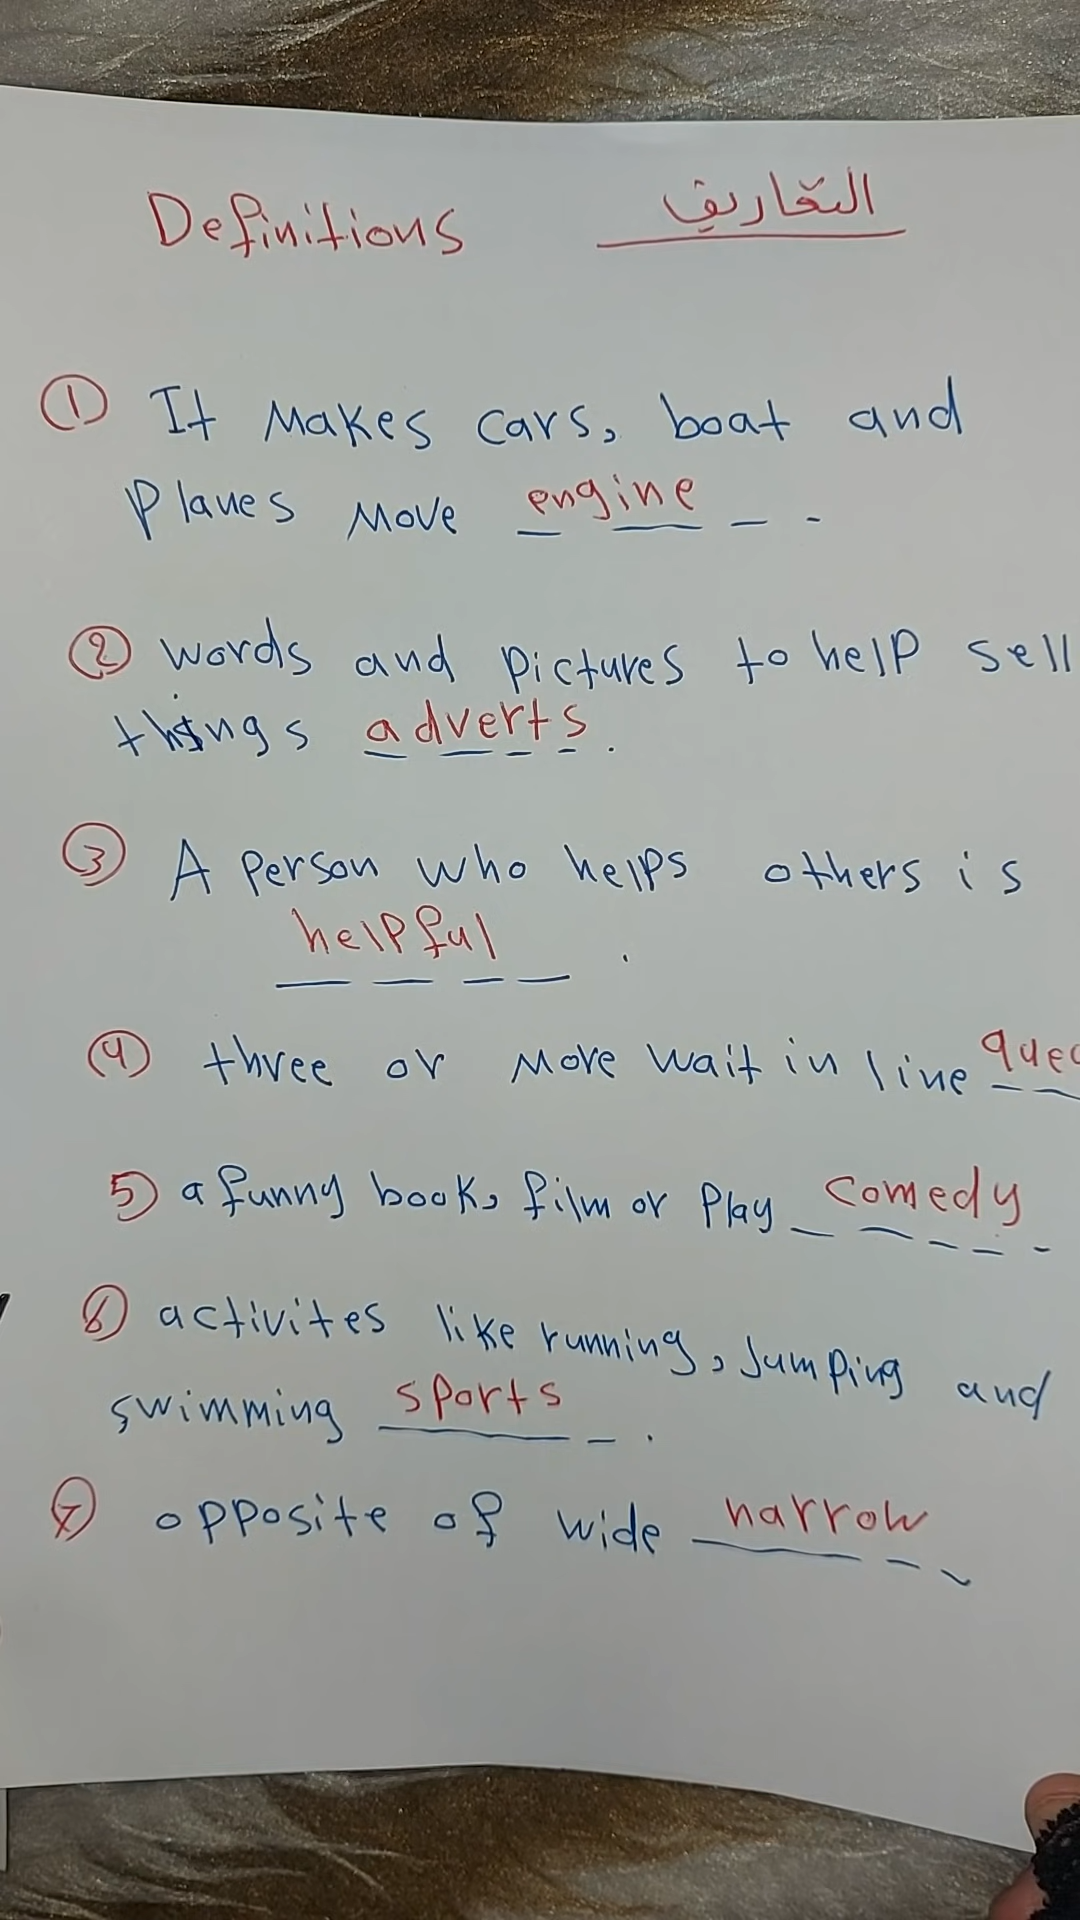 Definitions التعاريف
① It makes cars, boat and
planes move engine
② words and pictures to help sell
things adverts.
③ A person who helps others is
helpful.
④ three or more wait in line
5) a funny book, film or play comedy
6) activites like running, Jumping and
swimming sports.
7) opposite of wide narrow